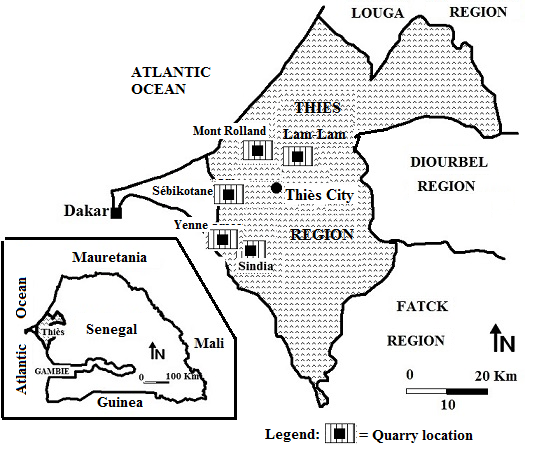 LOUGA REGION
ATLANTIC
OCEAN
THIES
Mont Rolland
Lam-Lam
DIOURBEL
REGION
Sébikotane
Thiès City
Dakar
Yenne
REGION
Sindia
Mauretania
Atlantic Ocean
Senegal
Thiès
Mali
N
GAMBIE
0 100 Km
Guinea
FATCK
REGION
N
0 20 Km
10
Legend: = Quarry location